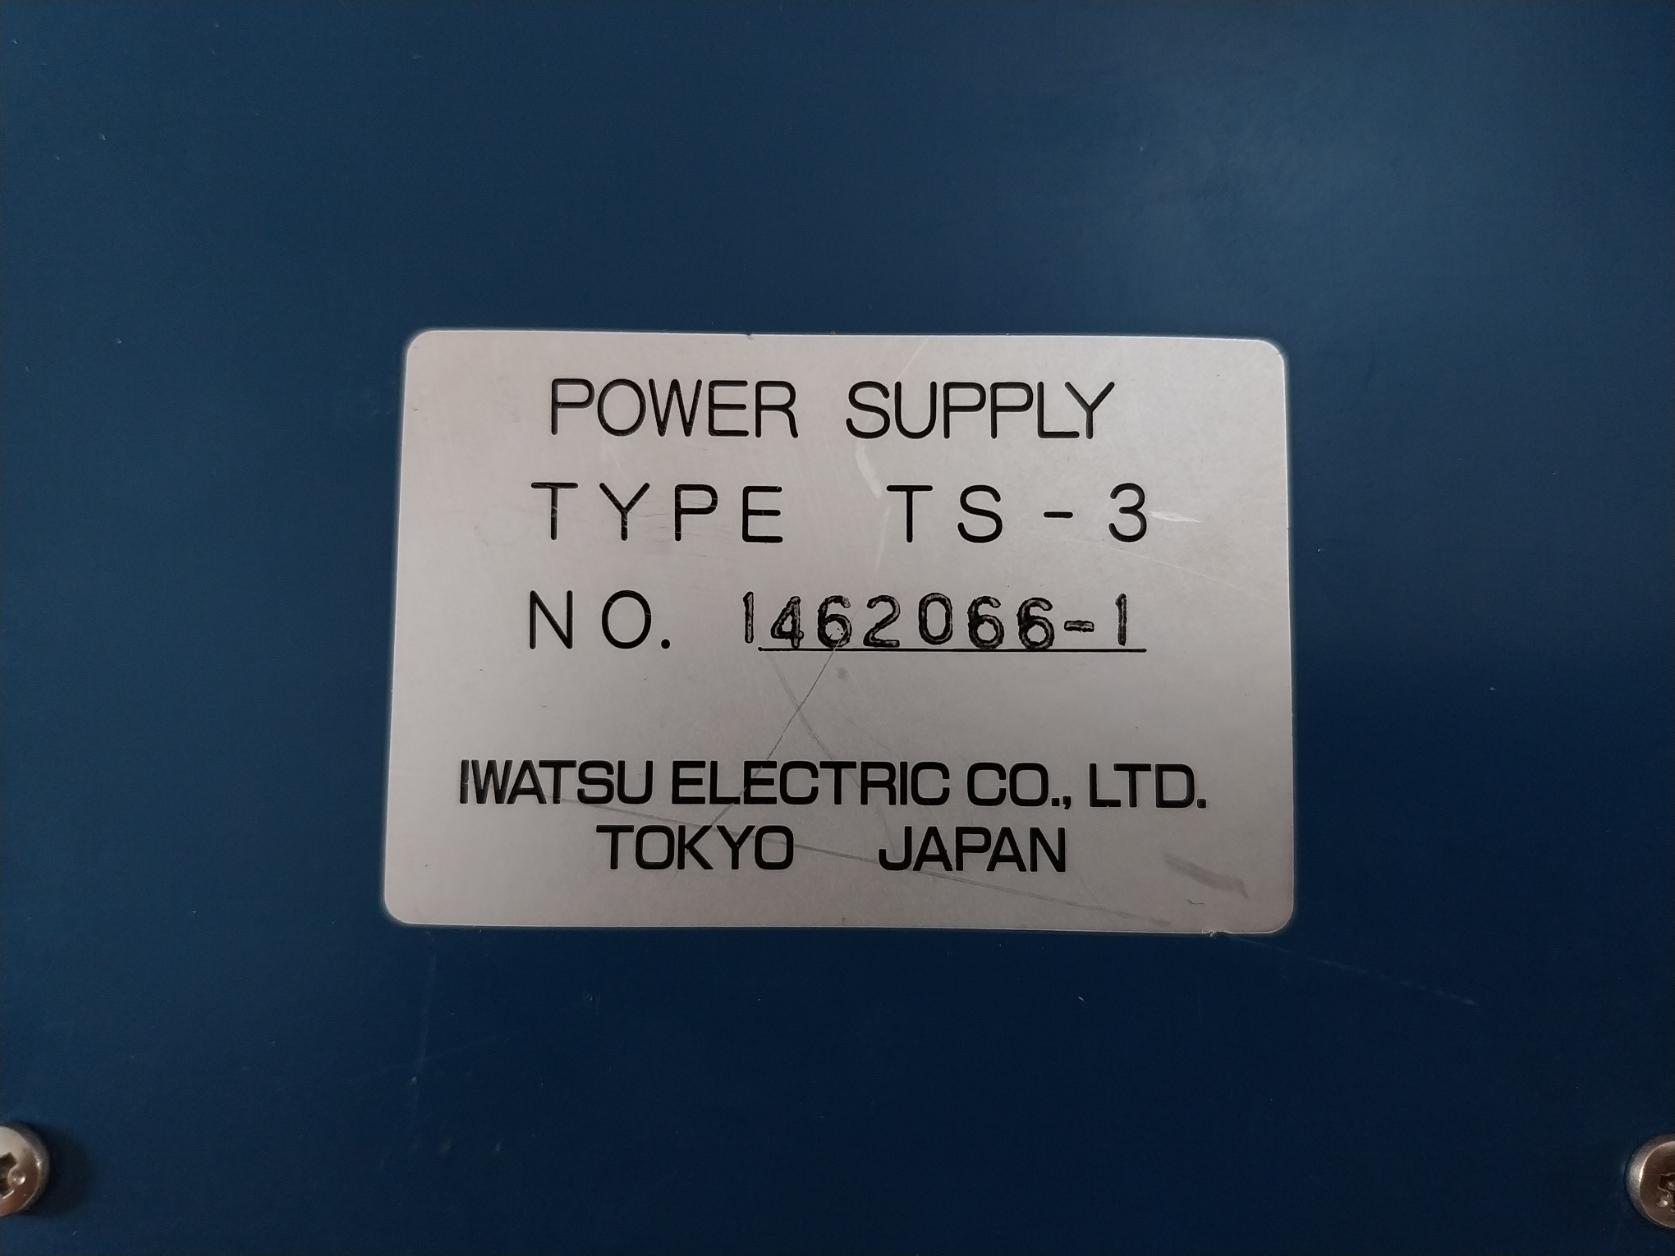 POWER SUPPLY
TYPE TS-3
NO. 1462066-1
IWATSU ELECTRIC CO., LTD.
TOKYO JAPAN